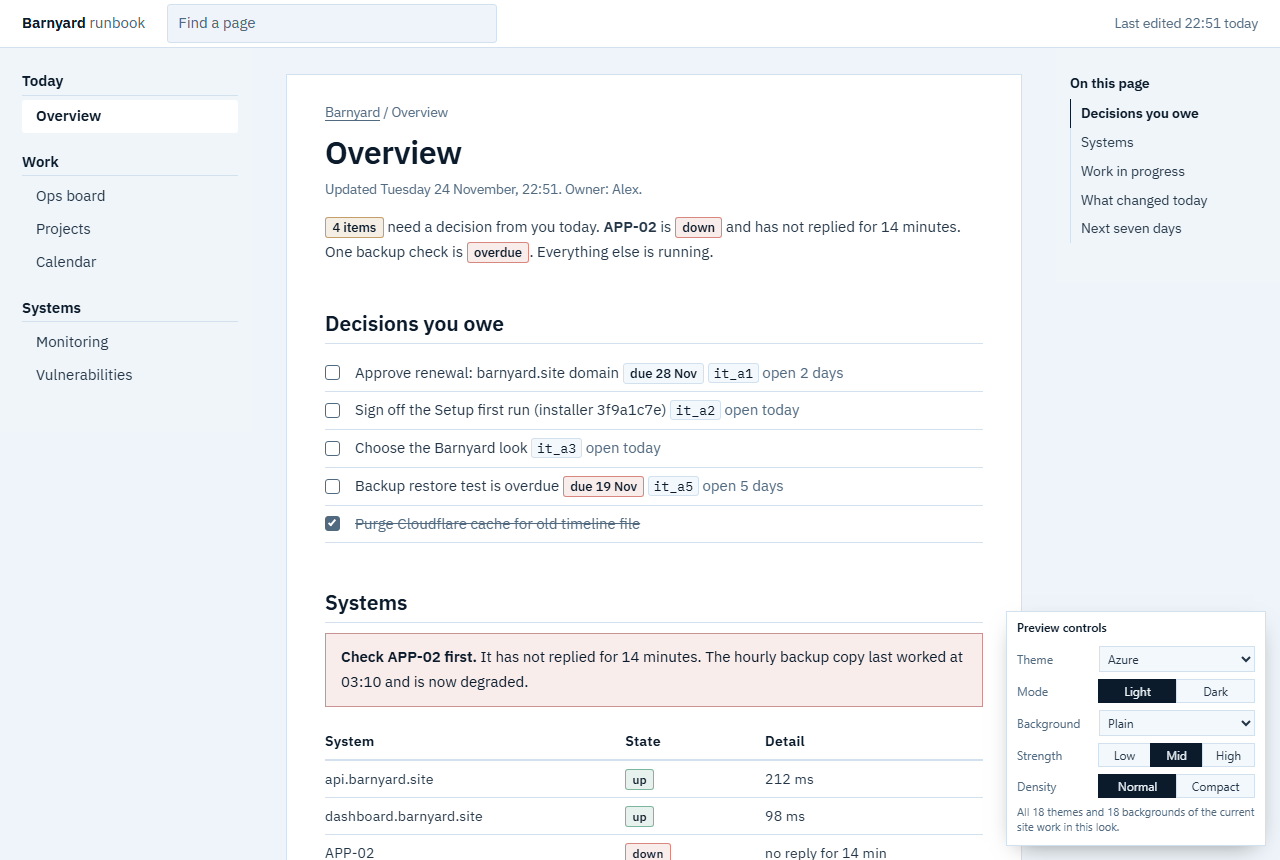 Barnyard runbook
Find a page
Last edited 22:51 today
Today
Overview
Work
Ops board
Projects
Calendar
Systems
Monitoring
Vulnerabilities
Barnyard / Overview
Overview
Updated Tuesday 24 November, 22:51. Owner: Alex.
4 items need a decision from you today. APP-02 is down and has not replied for 14 minutes.
One backup check is overdue. Everything else is running.
Decisions you owe
Approve renewal: barnyard.site domain due 28 Nov it_a1 open 2 days
Sign off the Setup first run (installer 3f9a1c7e) it_a2 open today
Choose the Barnyard look it_a3 open today
Backup restore test is overdue due 19 Nov it_a5 open 5 days
Purge Cloudflare cache for old timeline file
Systems
Check APP-02 first. It has not replied for 14 minutes. The hourly backup copy last worked at
03:10 and is now degraded.
System State Detail
api.barnyard.site up 212 ms
dashboard.barnyard.site up 98 ms
APP-02 down no reply for 14 min
On this page
Decisions you owe
Systems
Work in progress
What changed today
Next seven days
Preview controls
Theme Azure
Mode Light Dark
Background Plain
Strength Low Mid High
Density Normal Compact
All 18 themes and 18 backgrounds of the current
site work in this look.